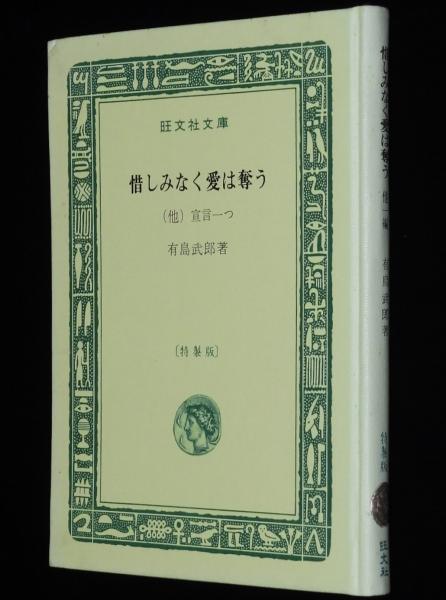 旺文社文庫
惜しみなく愛は奪う
(他) 宣言一つ
有島武郎著
〔特製版〕
惜しみなく愛は奪う 他一編 有島武郎著
特製版
旺文社